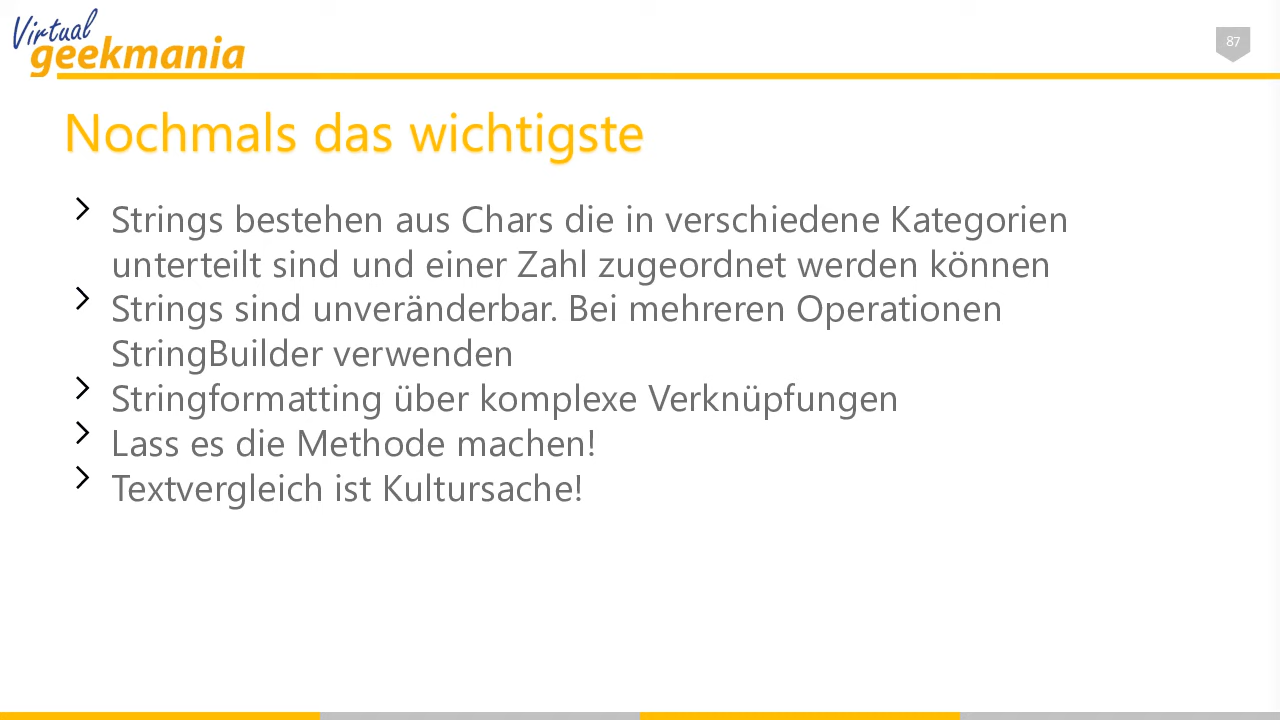 Virtual
geekmania
87
Nochmals das wichtigste
Strings bestehen aus Chars die in verschiedene Kategorien
unterteilt sind und einer Zahl zugeordnet werden können
Strings sind unveränderbar. Bei mehreren Operationen
StringBuilder verwenden
Stringformatting über komplexe Verknüpfungen
Lass es die Methode machen!
Textvergleich ist Kultursache!